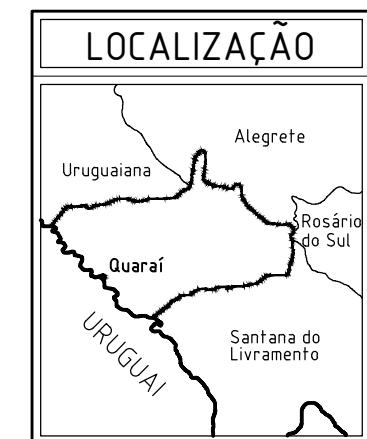 LOCALIZAÇÃO
Alegrete
Uruguaiana
Rosário
do Sul
Quaraí
URUGUAI
Santana do
Livramento